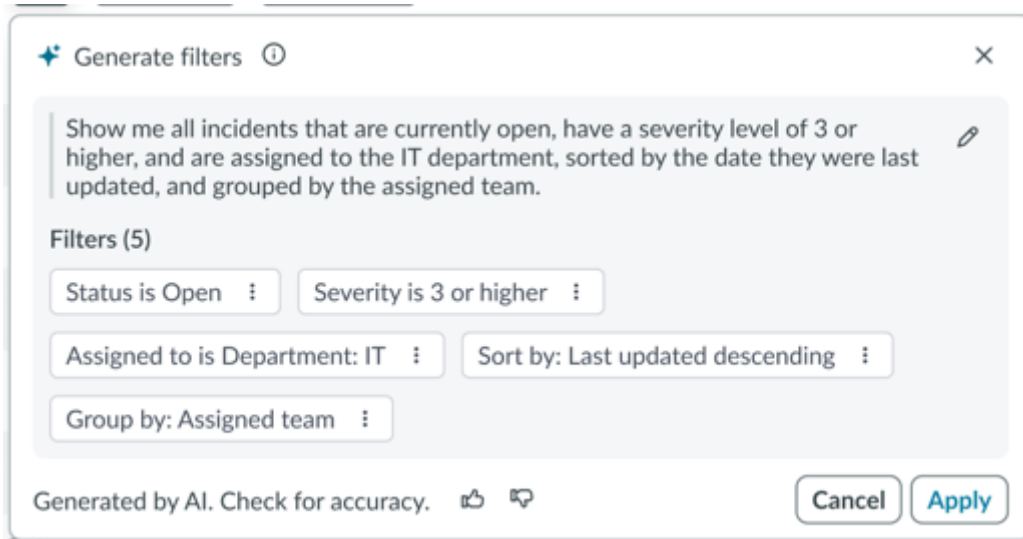 Generate filters
Show me all incidents that are currently open, have a severity level of 3 or
higher, and are assigned to the IT department, sorted by the date they were last
updated, and grouped by the assigned team.
Filters (5)
Status is Open Severity is 3 or higher
Assigned to is Department: IT Sort by: Last updated descending
Group by: Assigned team
Generated by AI. Check for accuracy. Cancel Apply